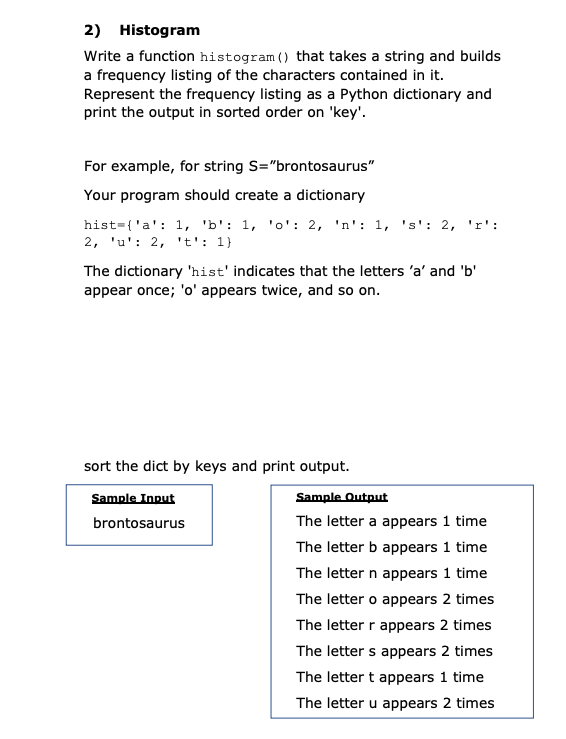 2) Histogram
Write a function histogram() that takes a string and builds
a frequency listing of the characters contained in it.
Represent the frequency listing as a Python dictionary and
print the output in sorted order on 'key'.
For example, for string S=”brontosaurus”
Your program should create a dictionary
hist={'a': 1, 'b': 1, 'o': 2, 'n': 1, 's': 2, 'r':
2, 'u': 2, 't': 1}
The dictionary 'hist' indicates that the letters ’a’ and 'b'
appear once; 'o' appears twice, and so on.
sort the dict by keys and print output.
Sample Input
brontosaurus
Sample Output
The letter a appears 1 time
The letter b appears 1 time
The letter n appears 1 time
The letter o appears 2 times
The letter r appears 2 times
The letter s appears 2 times
The letter t appears 1 time
The letter u appears 2 times